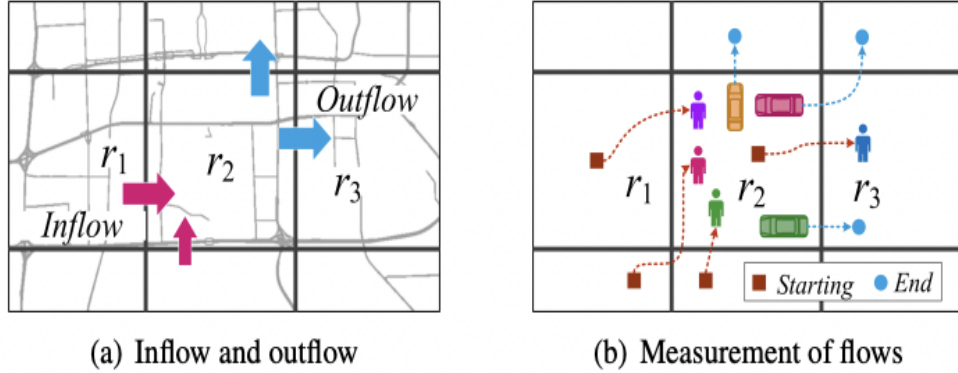 Outflow
r1
r2
r3
Inflow
(a) Inflow and outflow
r1
r2
r3
Starting
End
(b) Measurement of flows